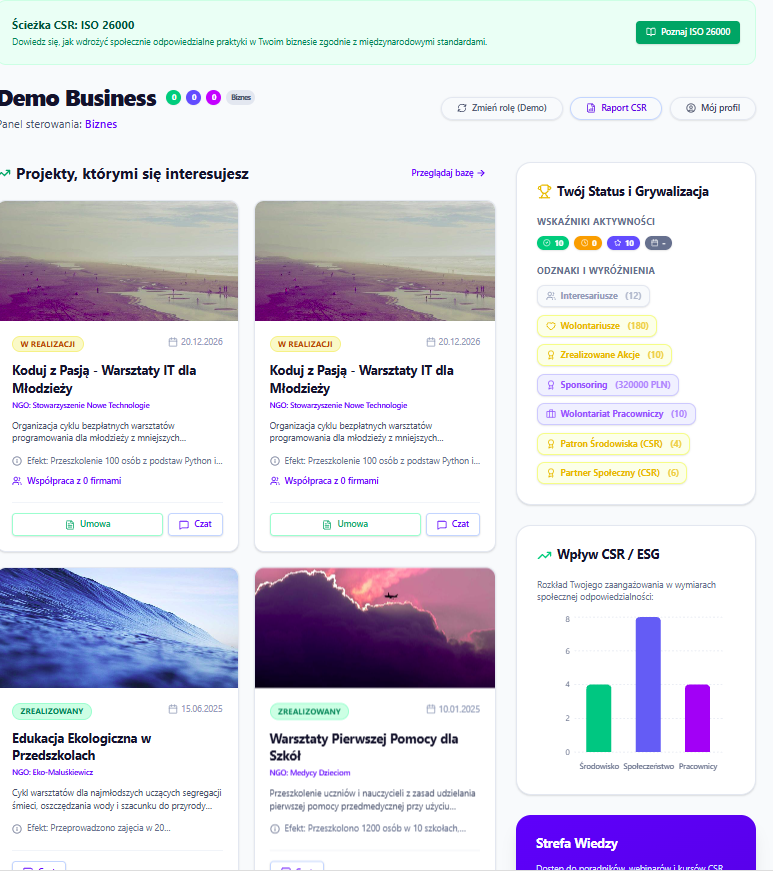 Ścieżka CSR: ISO 26000
Dowiedz się, jak wdrożyć społecznie odpowiedzialne praktyki w Twoim biznesie zgodnie z międzynarodowymi standardami.
Poznaj ISO 26000
Demo Business 0 0 0 Biznes
Panel sterowania: Biznes
Zmień rolę (Demo)
Raport CSR
Mój profil
Projekty, którymi się interesujesz
Przeglądaj bazę →
W REALIZACJI
20.12.2026
Koduj z Pasją - Warsztaty IT dla
Młodzieży
NGO: Stowarzyszenie Nowe Technologie
Organizacja cyklu bezpłatnych warsztatów
programowania dla młodzieży z mniejszych...
Efekt: Przeszkolenie 100 osób z podstaw Python i...
Współpraca z 0 firmami
Umowa
Czat
W REALIZACJI
20.12.2026
Koduj z Pasją - Warsztaty IT dla
Młodzieży
NGO: Stowarzyszenie Nowe Technologie
Organizacja cyklu bezpłatnych warsztatów
programowania dla młodzieży z mniejszych...
Efekt: Przeszkolenie 100 osób z podstaw Python i...
Współpraca z 0 firmami
Umowa
Czat
ZREALIZOWANY
15.06.2025
Edukacja Ekologiczna w
Przedszkolach
NGO: Eko-Maluskiewicz
Cykl warsztatów dla najmłodszych uczących segregacji
śmieci, oszczędzania wody i szacunku do przyrody...
Efekt: Przeprowadzono zajęcia w 20...
ZREALIZOWANY
10.01.2025
Warsztaty Pierwszej Pomocy dla
Szkół
NGO: Medycy Dzieciom
Przeszkolenie uczniów i nauczycieli z zasad udzielania
pierwszej pomocy przedmedycznej przy użyciu...
Efekt: Przeszkolono 1200 osób w 10 szkołach,...
Twój Status i Grywalizacja
WSKAŹNIKI AKTYWNOŚCI
10 0 10 -
ODZNAKI I WYRÓŻNIENIA
Interesariusze (12)
Wolontariusze (180)
Zrealizowane Akcje (10)
Sponsoring (320000 PLN)
Wolontariat Pracowniczy (10)
Patron Środowiska (CSR) (4)
Partner Społeczny (CSR) (6)
Wpływ CSR / ESG
Rozkład Twojego zaangażowania w wymiarach
społecznej odpowiedzialności:
8
6
4
2
0
Środowisko Społeczeństwo Pracownicy
Strefa Wiedzy
Dostęp do poradników, webinarów i kursów CSR